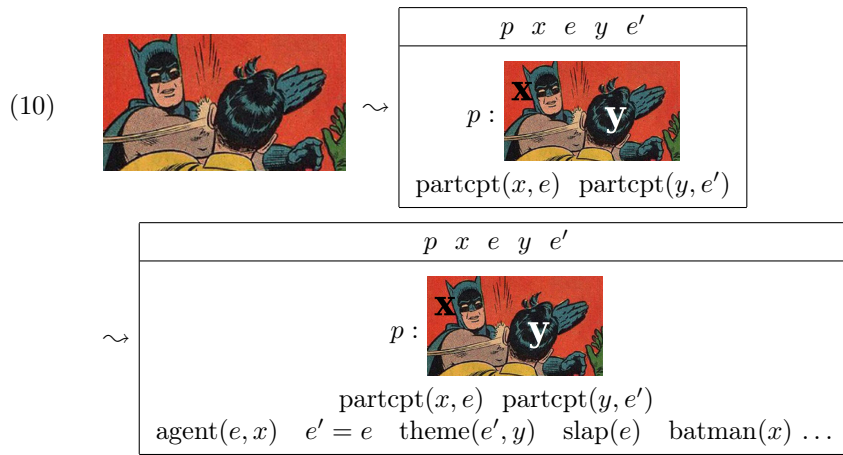 (10)
⤳
p x e y e′
p :
x
y
partcpt(x, e) partcpt(y, e′)
⤳
p x e y e′
p :
x
y
partcpt(x, e) partcpt(y, e′)
agent(e, x) e′ = e theme(e′, y) slap(e) batman(x) …